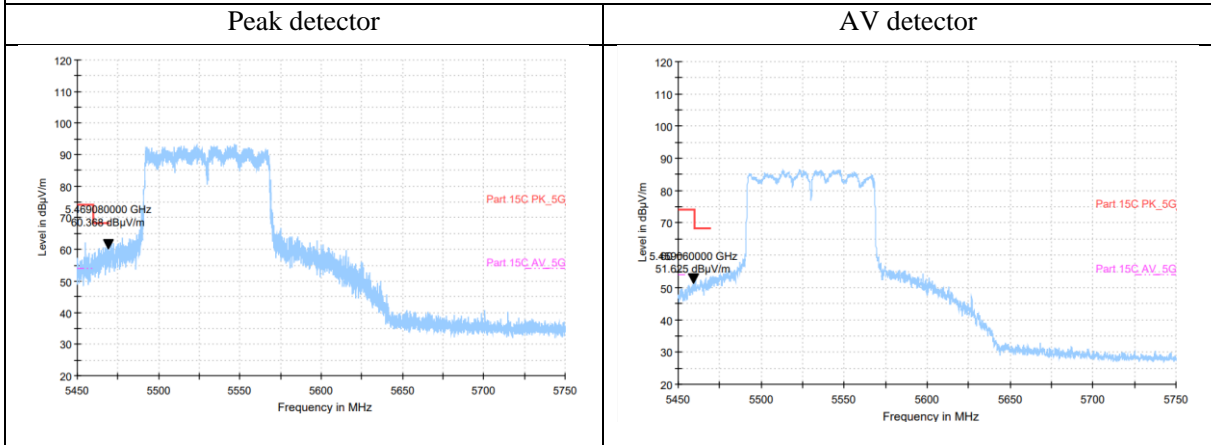 Peak detector
AV detector
Level in dBµV/m
120
110
100
90
80
70
60
50
40
30
20
5.469080000 GHz
60.368 dBµV/m
Part 15C PK_5G
Part 15C AV_5G
5450
5500
5550
5600
5650
5700
5750
Frequency in MHz
Level in dBµV/m
120
110
100
90
80
70
50
40
30
20
GHz
51.625 dBµV/m
Part 15C PK_5G
Part 15C AV_5G
5450
5500
5550
5600
5650
5700
5750
Frequency in MHz